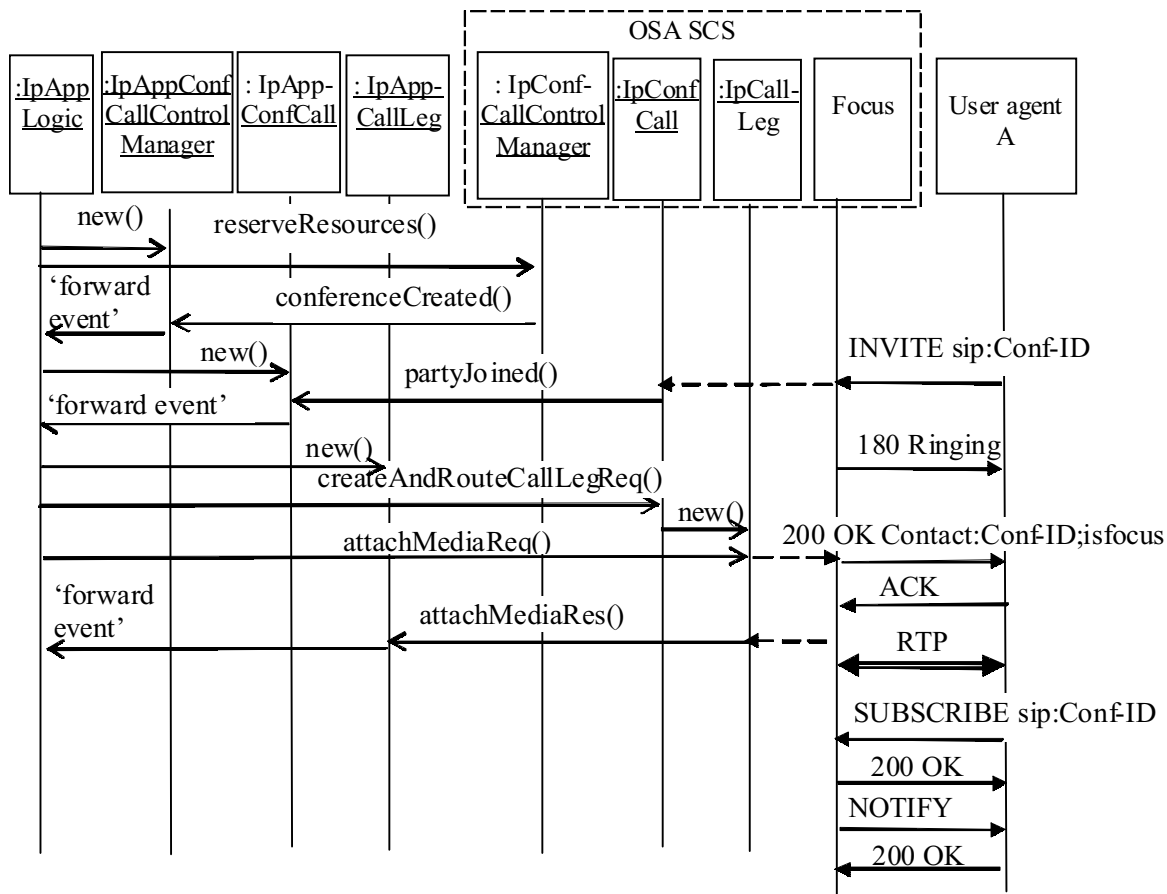 OSA SCS
:IpApp
Logic
:IpAppConf
CallControl
Manager
: IpApp-
ConfCall
: IpApp-
CallLeg
: IpConf-
CallControl
Manager
:IpConf
Call
:IpCall-
Leg
Focus
User agent
A
new()
reserveResources()
‘forward
event’
conferenceCreated()
new()
INVITE sip:Conf-ID
partyJoined()
‘forward event’
new()
180 Ringing
createAndRouteCallLegReq()
new()
attachMediaReq()
200 OK Contact:Conf-ID;isfocus
ACK
‘forward
event’
attachMediaRes()
RTP
SUBSCRIBE sip:Conf-ID
200 OK
NOTIFY
200 OK